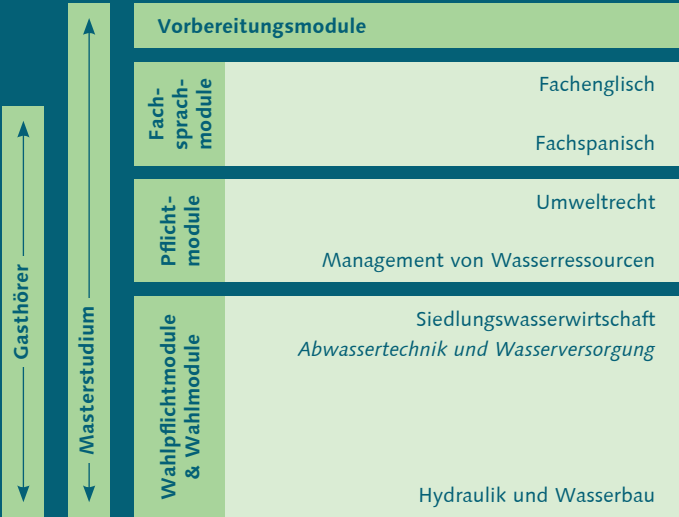 Vorbereitungsmodule
Fach-
sprach-
module
Fachenglisch
Fachspanisch
Pflicht-
module
Umweltrecht
Management von Wasserressourcen
Wahlpflichtmodule
& Wahlmodule
Siedlungswasserwirtschaft
Abwassertechnik und Wasserversorgung
Hydraulik und Wasserbau
Gasthörer
Masterstudium